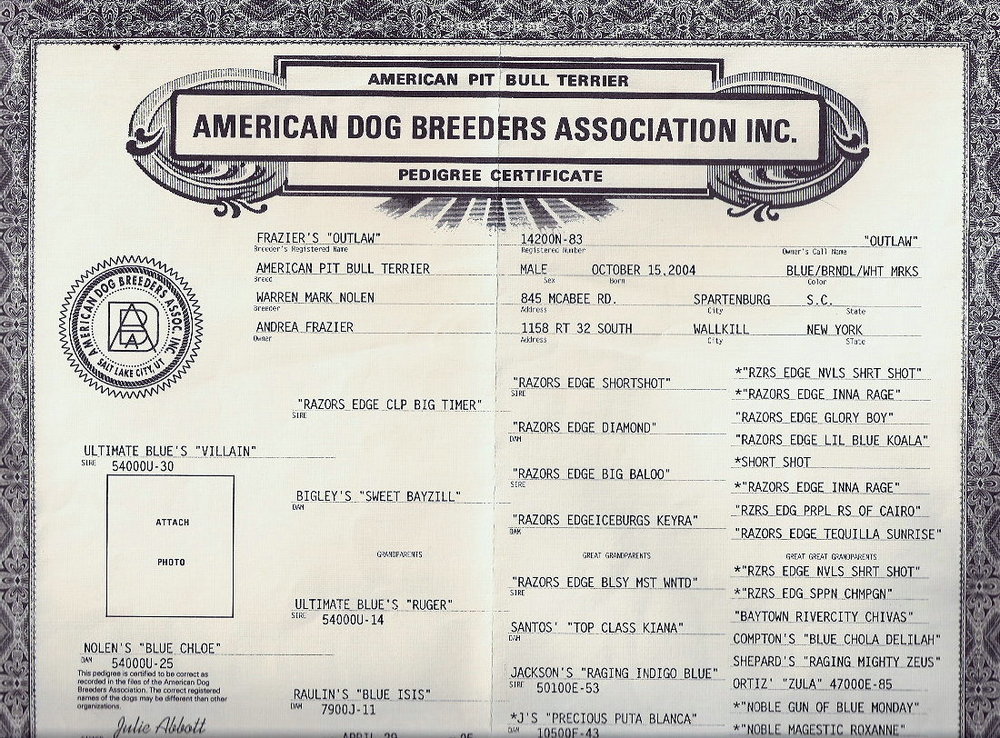 AMERICAN PIT BULL TERRIER
AMERICAN DOG BREEDERS ASSOCIATION INC.
PEDIGREE CERTIFICATE
FRAZIER'S "OUTLAW" 14200N-83 "OUTLAW"
Breeder's Registered Name Registered Number Owner's Call Name
AMERICAN PIT BULL TERRIER MALE OCTOBER 15.2004 BLUE/BRNDL/WHT MRKS
Breed Sex Born Color
WARREN MARK NOLEN 845 MCABEE RD. SPARTENBURG S.C.
Breeder Address City State
ANDREA FRAZIER 1158 RT 32 SOUTH WALLKILL NEW YORK
Owner Address City STate
AMERICAN DOG BREEDERS ASSOC. INC.
ADBA
SALT LAKE CITY, UT
ULTIMATE BLUE'S "VILLAIN"
SIRE 54000U-30
ATTACH
PHOTO
NOLEN'S "BLUE CHLOE"
DAM 54000U-25
This pedigree is certified to be correct as
recorded in the files of the American Dog
Breeders Association. The correct registered
names of the dogs may be different than other
organizations.
Julie Abbott
"RAZORS EDGE CLP BIG TIMER"
SIRE
BIGLEY'S "SWEET BAYZILL"
DAM
GRANDPARENTS
ULTIMATE BLUE'S "RUGER"
SIRE 54000U-14
RAULIN'S "BLUE ISIS"
DAM 7900J-11
"RAZORS EDGE SHORTSHOT"
SIRE
"RAZORS EDGE DIAMOND"
DAM
"RAZORS EDGE BIG BALOO"
SIRE
"RAZORS EDGEICEBURGS KEYRA"
DAM
GREAT GRANDPARENTS
"RAZORS EDGE BLSY MST WNTD"
SIRE
SANTOS' "TOP CLASS KIANA"
DAM
JACKSON'S "RAGING INDIGO BLUE"
SIRE 50100E-53
*J'S "PRECIOUS PUTA BLANCA"
DAM 10500F-43
*"RZRS EDGE NVLS SHRT SHOT"
*"RAZORS EDGE INNA RAGE"
"RAZORS EDGE GLORY BOY"
"RAZORS EDGE LIL BLUE KOALA"
*SHORT SHOT
*"RAZORS EDGE INNA RAGE"
"RZRS EDG PRPL RS OF CAIRO"
"RAZORS EDGE TEQUILLA SUNRISE"
GREAT GREAT GRANDPARENTS
*"RZRS EDGE NVLS SHRT SHOT"
*"RZRS EDG SPPN CHMPGN"
"BAYTOWN RIVERCITY CHIVAS"
COMPTON'S "BLUE CHOLA DELILAH"
SHEPARD'S "RAGING MIGHTY ZEUS"
ORTIZ' "ZULA" 47000E-85
*"NOBLE GUN OF BLUE MONDAY"
*"NOBLE MAGESTIC ROXANNE"